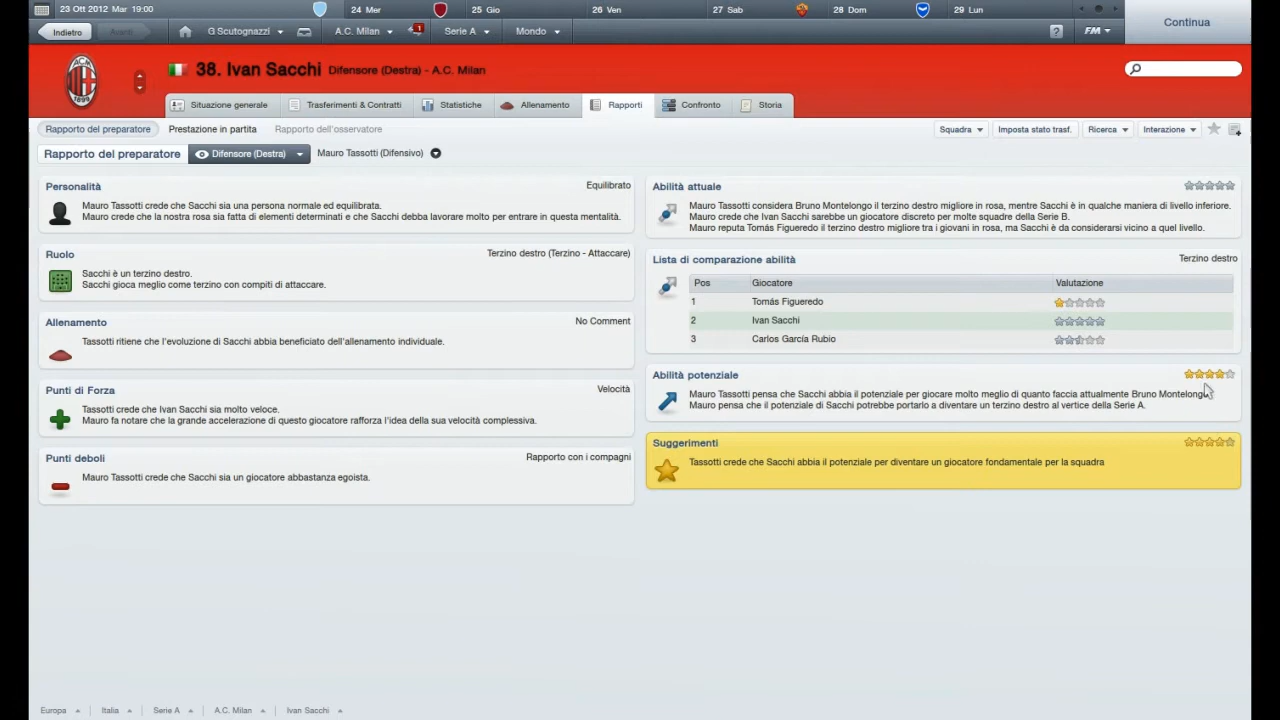 23 Ott 2012 Mar 19:00
24 Mer
25 Gio
26 Ven
27 Sab
28 Dom
29 Lun
Continua
Indietro
Avanti
G Scutognazzi
A.C. Milan
1
Serie A
Mondo
?
FM
ACM
1899
38. Ivan Sacchi Difensore (Destra) - A.C. Milan
Situazione generale
Trasferimenti & Contratti
Statistiche
Allenamento
Rapporti
Confronto
Storia
Rapporto del preparatore
Prestazione in partita
Rapporto dell'osservatore
Squadra
Imposta stato trasf.
Ricerca
Interazione
Rapporto del preparatore
Difensore (Destra)
Mauro Tassotti (Difensivo)
Personalità
Equilibrato
Mauro Tassotti crede che Sacchi sia una persona normale ed equilibrata.
Mauro crede che la nostra rosa sia fatta di elementi determinati e che Sacchi debba lavorare molto per entrare in questa mentalità.
Ruolo
Terzino destro (Terzino - Attaccare)
Sacchi è un terzino destro.
Sacchi gioca meglio come terzino con compiti di attaccare.
Allenamento
No Comment
Tassotti ritiene che l'evoluzione di Sacchi abbia beneficiato dell'allenamento individuale.
Punti di Forza
Velocità
Tassotti crede che Ivan Sacchi sia molto veloce.
Mauro fa notare che la grande accelerazione di questo giocatore rafforza l'idea della sua velocità complessiva.
Punti deboli
Rapporto con i compagni
Mauro Tassotti crede che Sacchi sia un giocatore abbastanza egoista.
Abilità attuale
Mauro Tassotti considera Bruno Montelongo il terzino destro migliore in rosa, mentre Sacchi è in qualche maniera di livello inferiore.
Mauro crede che Ivan Sacchi sarebbe un giocatore discreto per molte squadre della Serie B.
Mauro reputa Tomás Figueredo il terzino destro migliore tra i giovani in rosa, ma Sacchi è da considerarsi vicino a quel livello.
Lista di comparazione abilità
Terzino destro
Pos Giocatore Valutazione
1 Tomás Figueredo
2 Ivan Sacchi
3 Carlos García Rubio
Abilità potenziale
Mauro Tassotti pensa che Sacchi abbia il potenziale per giocare molto meglio di quanto faccia attualmente Bruno Montelongo.
Mauro pensa che il potenziale di Sacchi potrebbe portarlo a diventare un terzino destro al vertice della Serie A.
Suggerimenti
Tassotti crede che Sacchi abbia il potenziale per diventare un giocatore fondamentale per la squadra
Europa
Italia
Serie A
A.C. Milan
Ivan Sacchi